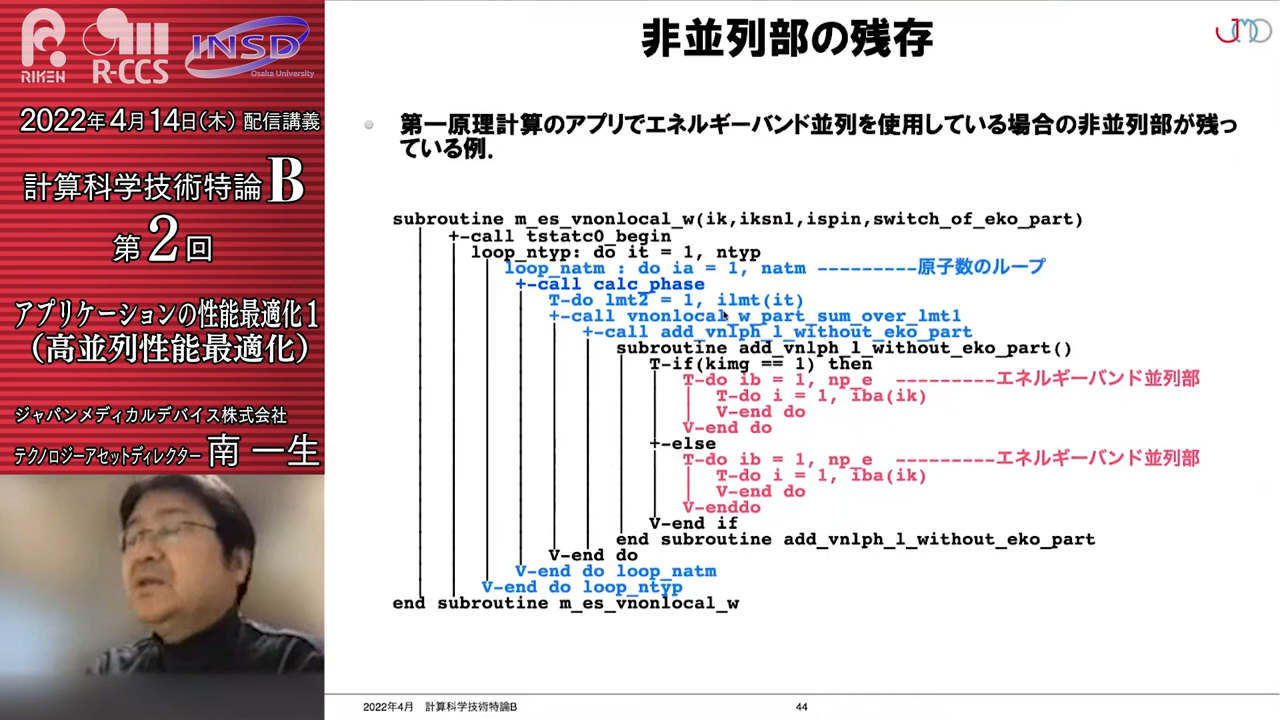 RIKEN
R-CCS
INSD
Osaka University
2022年4月14日(木) 配信講義
計算科学技術特論B
第2回
アプリケーションの性能最適化1
(高並列性能最適化)
ジャパンメディカルデバイス株式会社
テクノロジーアセットディレクター 南 一生
非並列部の残存
JMD
第一原理計算のアプリでエネルギーバンド並列を使用している場合の非並列部が残っ
ている例.
subroutine m_es_vnonlocal_w(ik,iksnl,ispin,switch_of_eko_part)
+-call tstatc0_begin
loop_ntyp: do it = 1, ntyp
loop_natm : do ia = 1, natm ---------原子数のループ
+-call calc_phase
T-do lmt2 = 1, ilmt(it)
+-call vnonlocal_w_part_sum_over_lmt1
+-call add_vnlph_l_without_eko_part
subroutine add_vnlph_l_without_eko_part()
T-if(kimg == 1) then
T-do ib = 1, np_e ---------エネルギーバンド並列部
T-do i = 1, iba(ik)
V-end do
V-end do
+-else
T-do ib = 1, np_e ---------エネルギーバンド並列部
T-do i = 1, iba(ik)
V-end do
V-enddo
V-end if
end subroutine add_vnlph_l_without_eko_part
V-end do
V-end do loop_natm
V-end do loop_ntyp
end subroutine m_es_vnonlocal_w
2022年4月 計算科学技術特論B
44